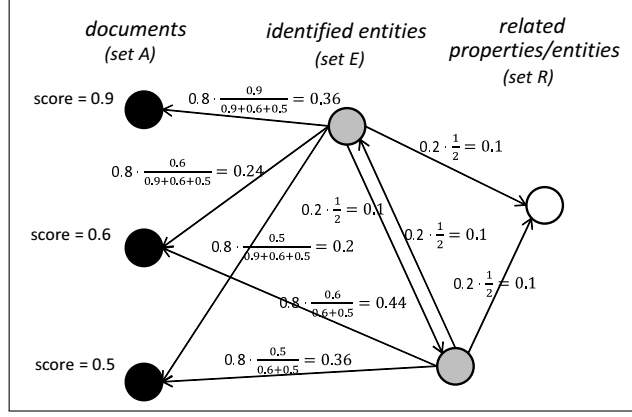 documents
(set A)
identified entities
(set E)
related
properties/entities
(set R)
score = 0.9
0.8 · 0.9/(0.9+0.6+0.5) = 0.36
0.2 · 1/2 = 0.1
0.8 · 0.6/(0.9+0.6+0.5) = 0.24
0.2 · 1/2 = 0.1
score = 0.6
0.8 · 0.5/(0.9+0.6+0.5) = 0.2
0.2 · 1/2 = 0.1
0.2 · 1/2 = 0.1
0.8 · 0.6/(0.6+0.5) = 0.44
score = 0.5
0.8 · 0.5/(0.6+0.5) = 0.36